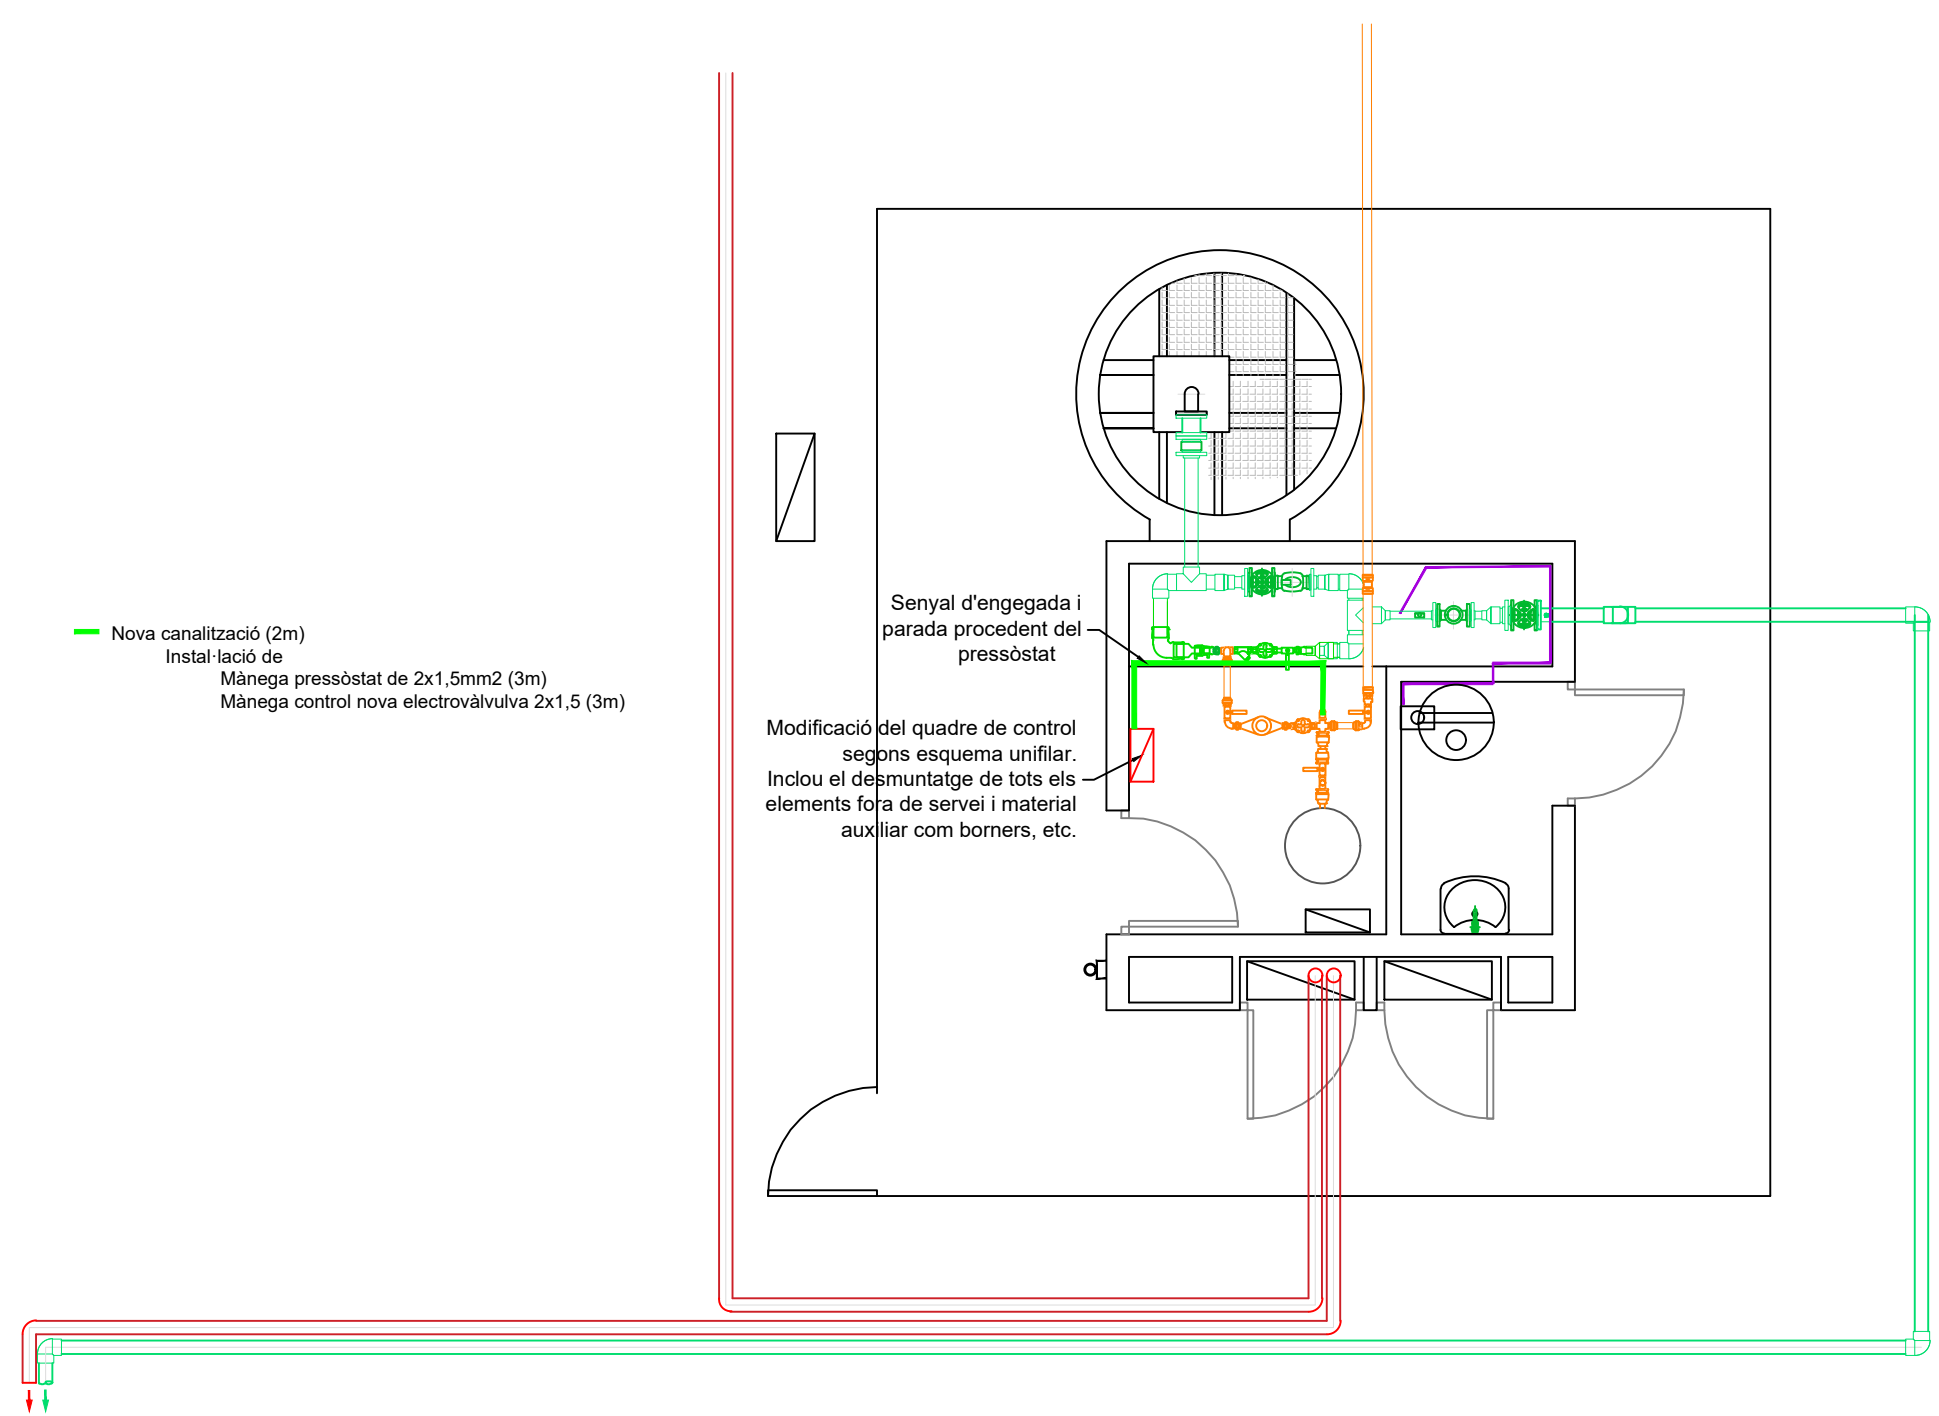 Senyal d'engegada i
parada procedent del
pressòstat
Nova canalització (2m)
Instal·lació de
Mànega pressòstat de 2x1,5mm2 (3m)
Mànega control nova electrovàlvulva 2x1,5 (3m)
Modificació del quadre de control
segons esquema unifilar.
Inclou el desmuntatge de tots els
elements fora de servei i material
auxiliar com borners, etc.